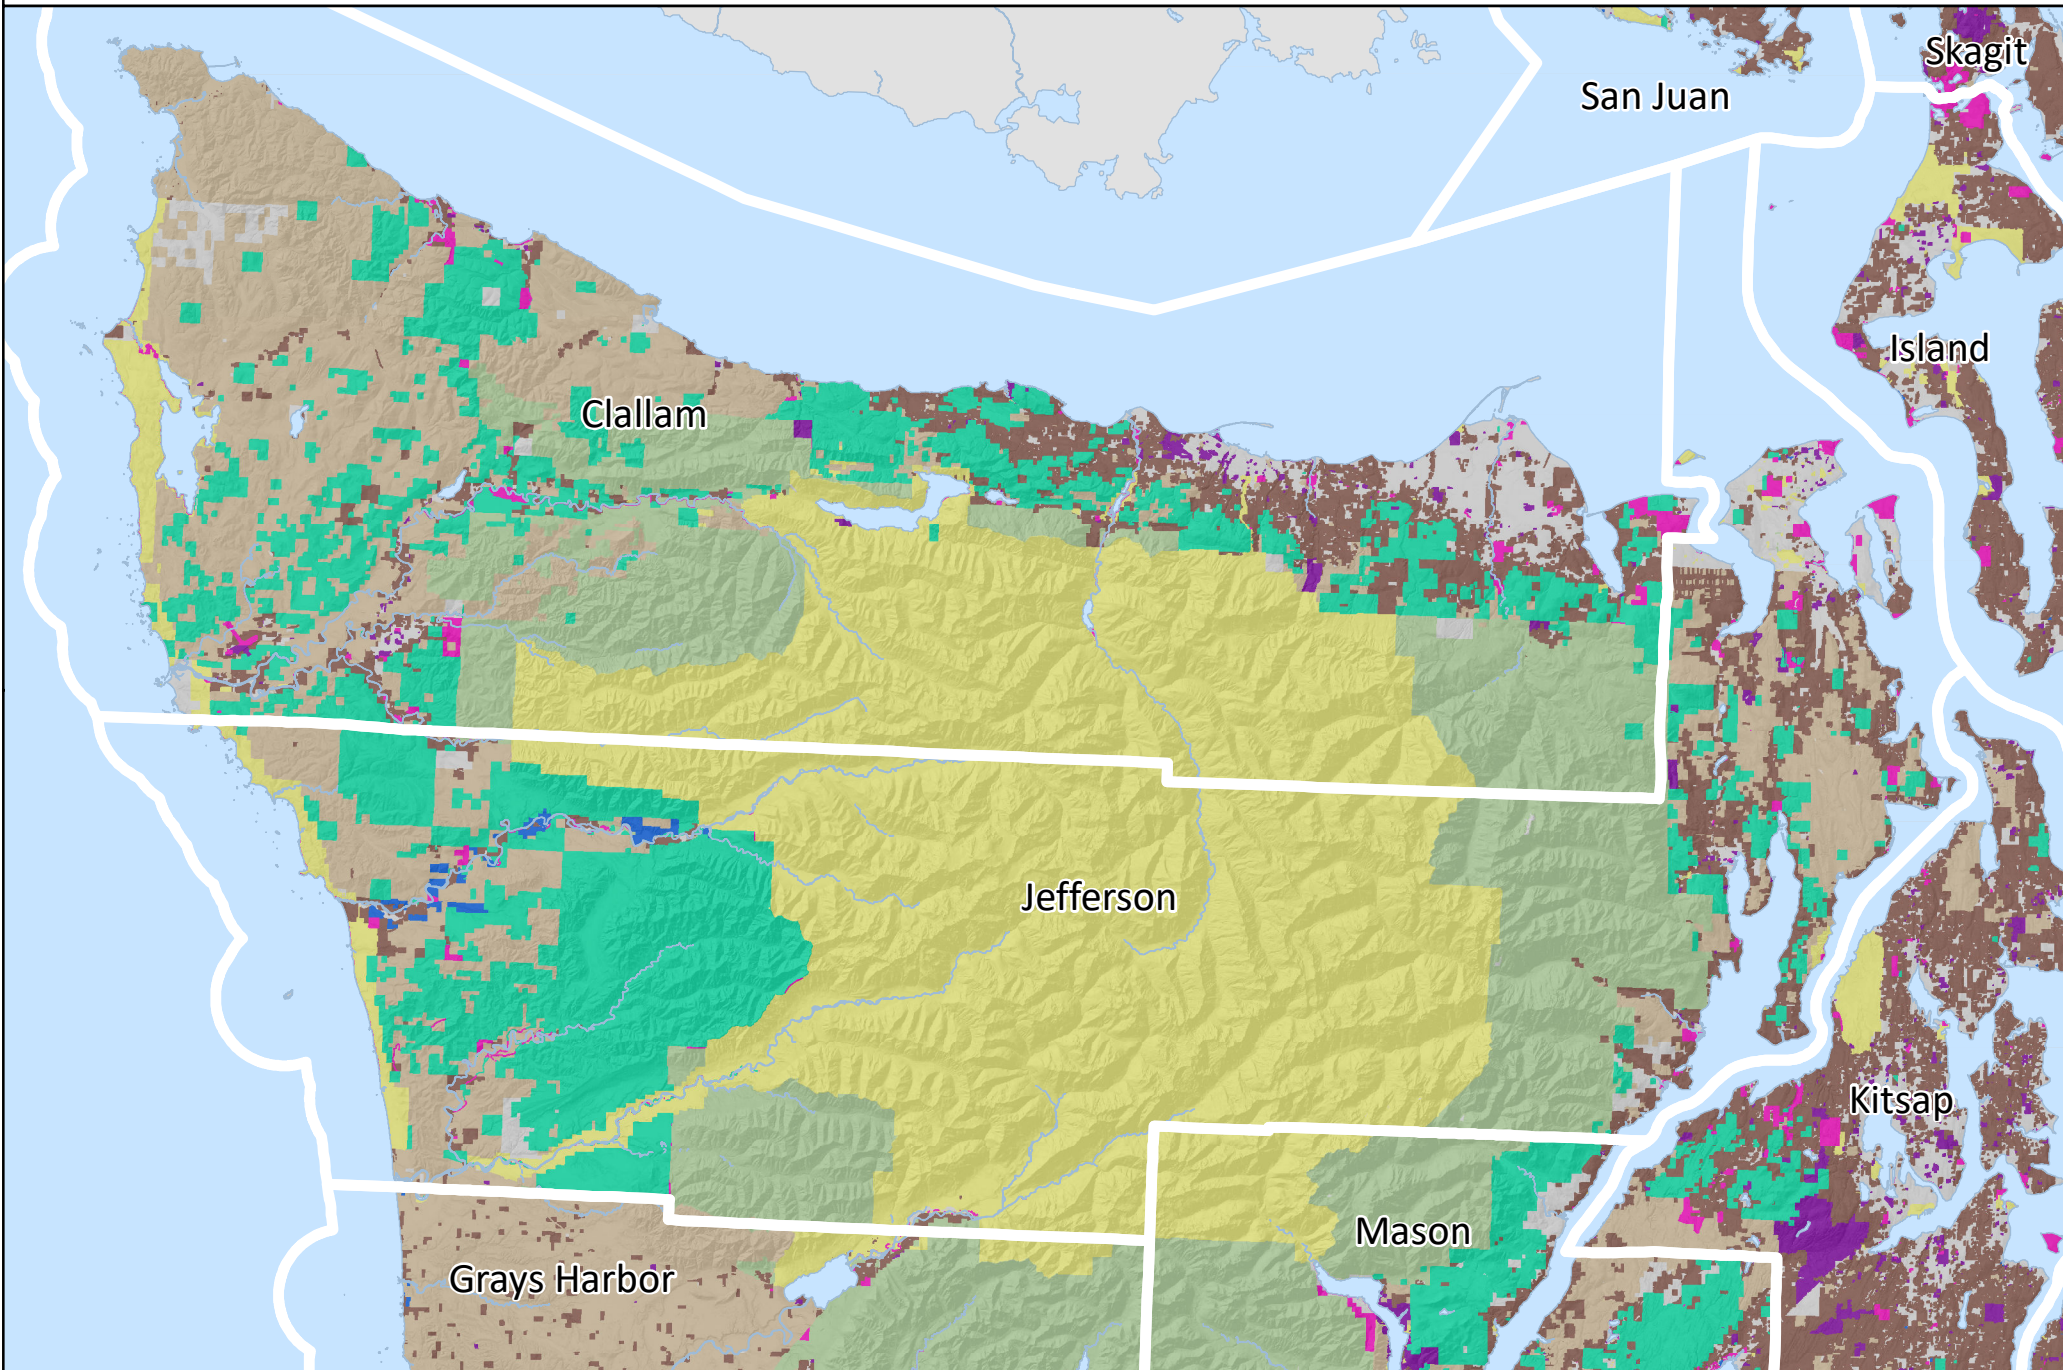 Skagit
San Juan
Island
Clallam
Jefferson
Kitsap
Mason
Grays Harbor